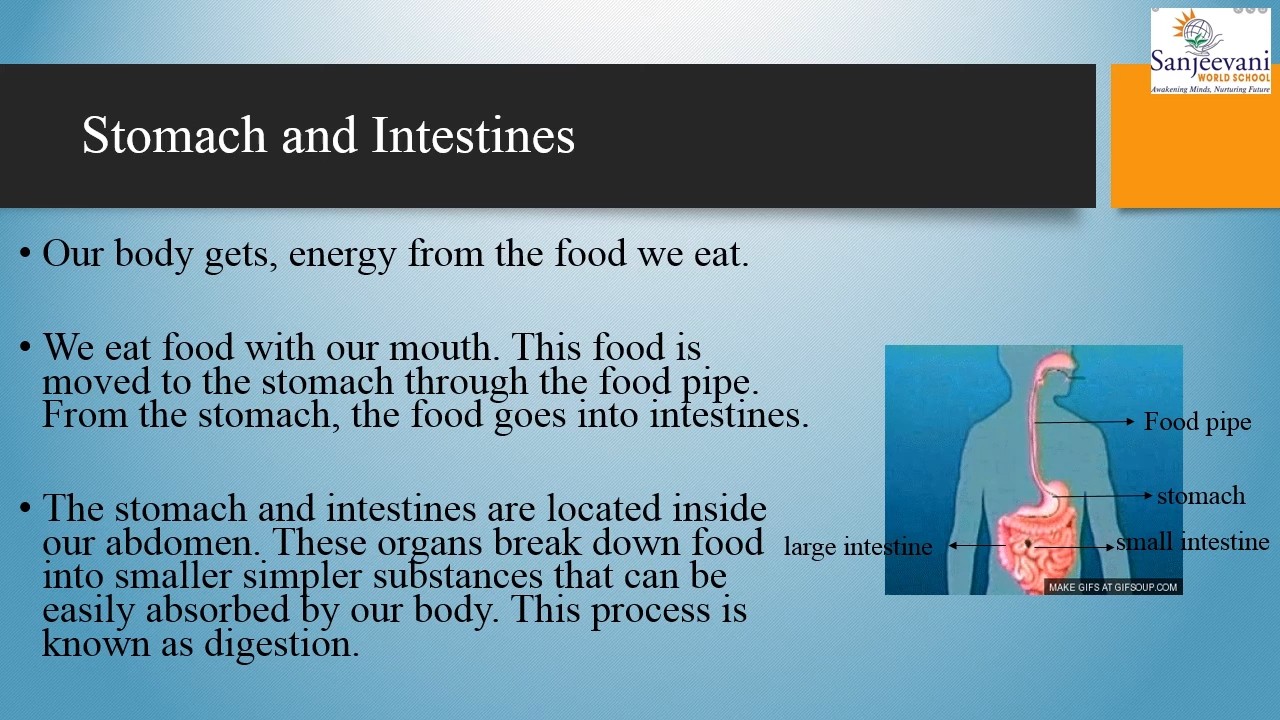 Sanjeevani
WORLD SCHOOL
Awakening Minds, Nurturing Future
Stomach and Intestines
• Our body gets, energy from the food we eat.
• We eat food with our mouth. This food is
moved to the stomach through the food pipe.
From the stomach, the food goes into intestines.
• The stomach and intestines are located inside
our abdomen. These organs break down food
into smaller simpler substances that can be
easily absorbed by our body. This process is
known as digestion.
Food pipe
stomach
small intestine
large intestine
MAKE GIFS AT GIFSOUP.COM